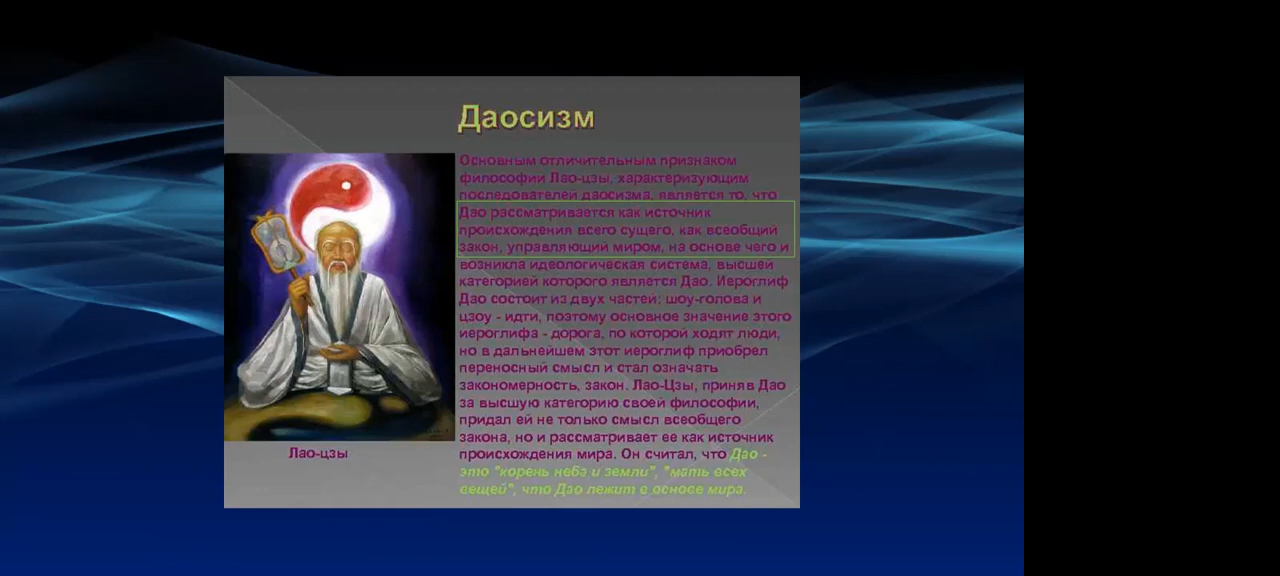 Даосизм
Основным отличительным признаком
философии Лао-цзы, характеризующим
последователей даосизма, является то, что
Дао рассматривается как источник
происхождения всего сущего, как всеобщий
закон, управляющий миром, на основе чего и
возникла идеологическая система, высшей
категорией которого является Дао. Иероглиф
Дао состоит из двух частей: шоу-голова и
цзоу - идти, поэтому основное значение этого
иероглифа - дорога, по которой ходят люди,
но в дальнейшем этот иероглиф приобрел
переносный смысл и стал означать
закономерность, закон. Лао-Цзы, приняв Дао
за высшую категорию своей философии,
придал ей не только смысл всеобщего
закона, но и рассматривает ее как источник
происхождения мира. Он считал, что Дао -
это "корень неба и земли", "мать всех
вещей", что Дао лежит в основе мира.
Лао-цзы